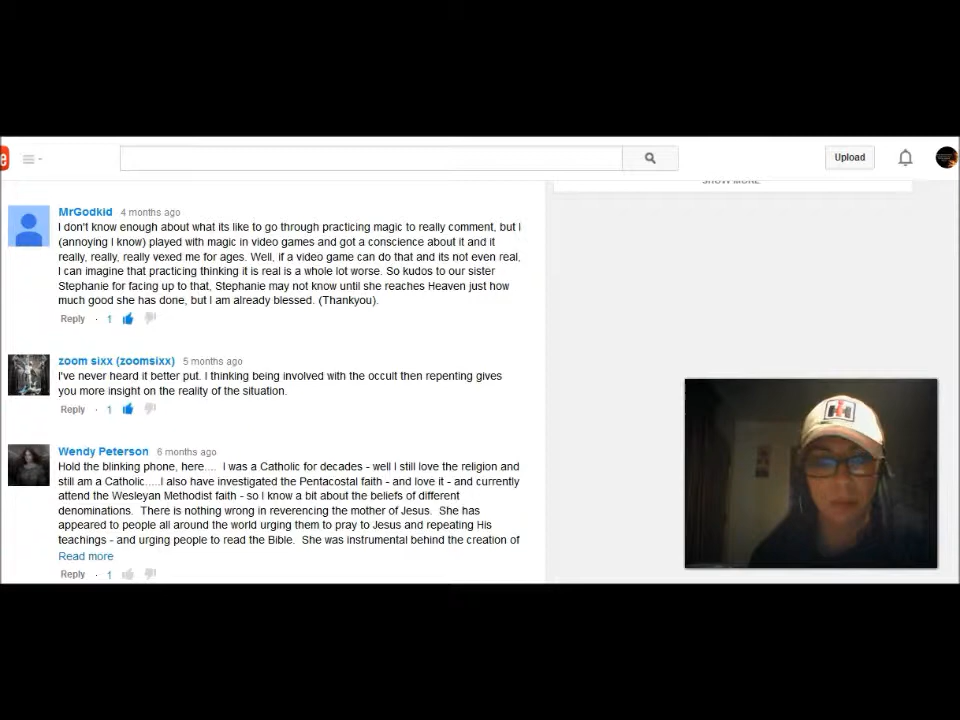 e
Upload
SHOW MORE
MrGodkid 4 months ago
I don't know enough about what its like to go through practicing magic to really comment, but I
(annoying I know) played with magic in video games and got a conscience about it and it
really, really, really vexed me for ages. Well, if a video game can do that and its not even real,
I can imagine that practicing thinking it is real is a whole lot worse. So kudos to our sister
Stephanie for facing up to that, Stephanie may not know until she reaches Heaven just how
much good she has done, but I am already blessed. (Thankyou).
Reply · 1
zoom sixx (zoomsixx) 5 months ago
I've never heard it better put. I thinking being involved with the occult then repenting gives
you more insight on the reality of the situation.
Reply · 1
Wendy Peterson 6 months ago
Hold the blinking phone, here.... I was a Catholic for decades - well I still love the religion and
still am a Catholic.....I also have investigated the Pentacostal faith - and love it - and currently
attend the Wesleyan Methodist faith - so I know a bit about the beliefs of different
denominations. There is nothing wrong in reverencing the mother of Jesus. She has
appeared to people all around the world urging them to pray to Jesus and repeating His
teachings - and urging people to read the Bible. She was instrumental behind the creation of
Read more
Reply · 1